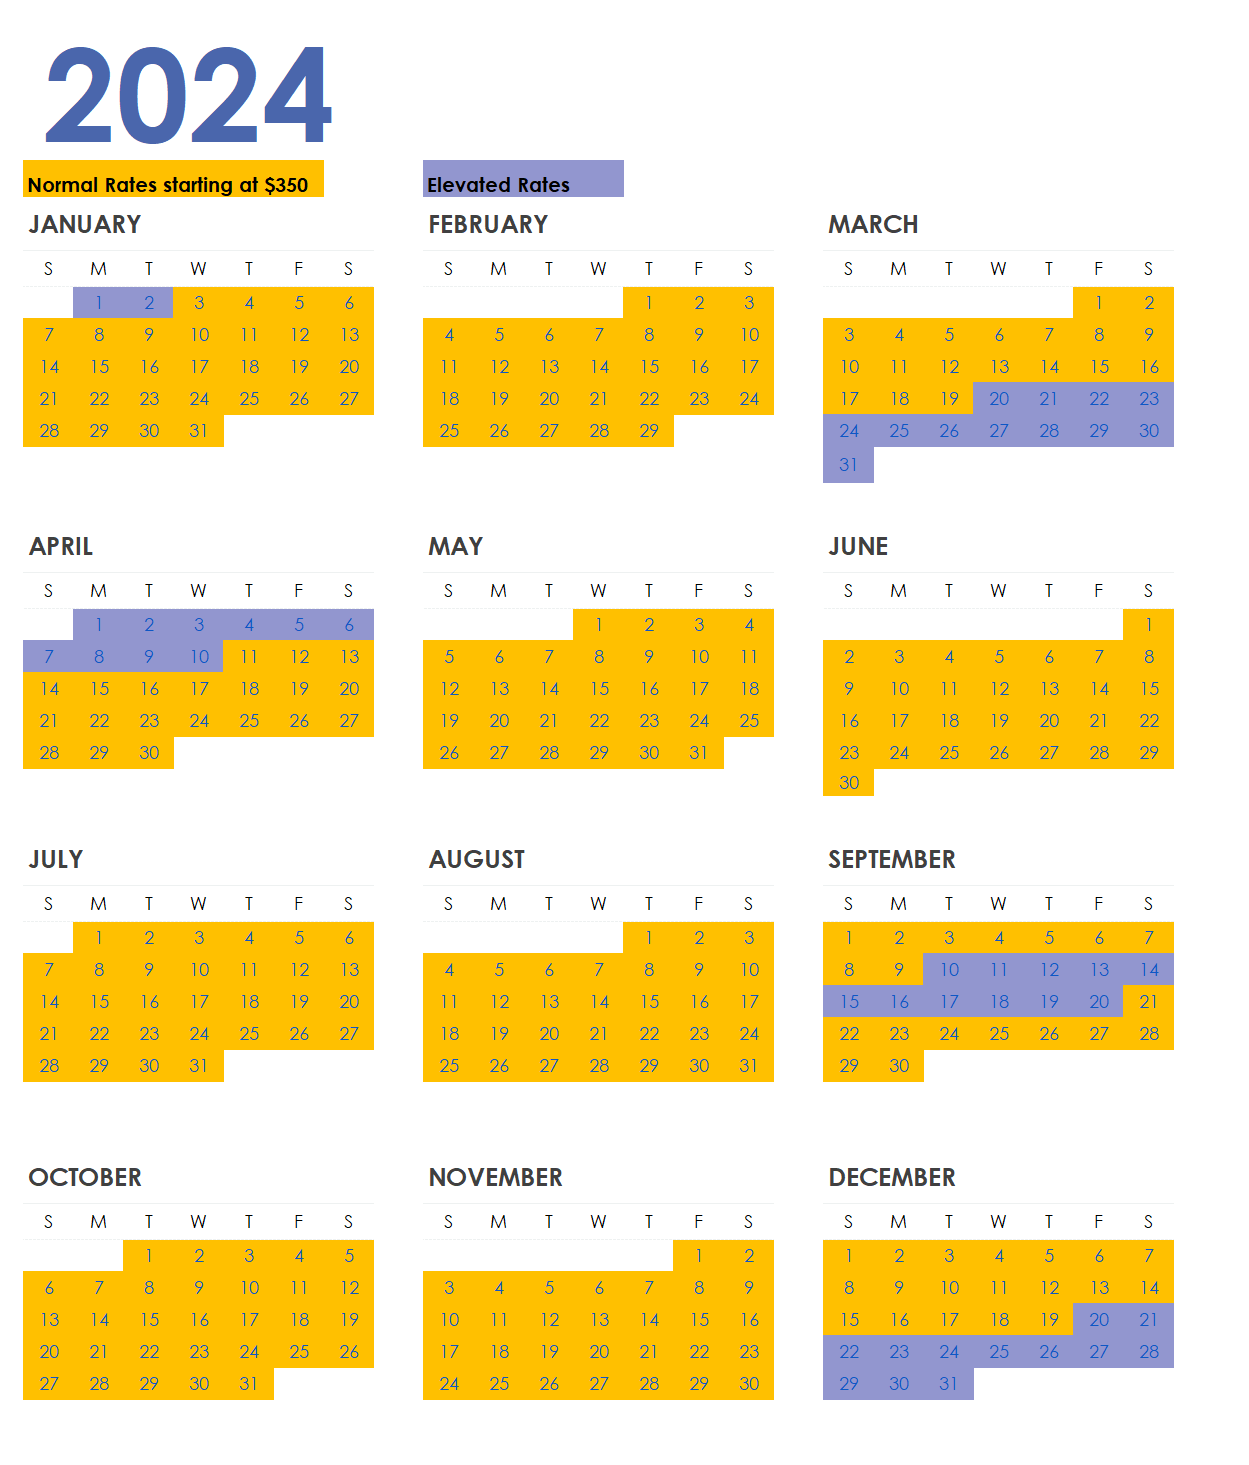 2024
Normal Rates starting at $350 Elevated Rates
JANUARY FEBRUARY MARCH
S M T W T F S S M T W T F S S M T W T F S
1 2 3 4 5 6 1 2 3 1 2
7 8 9 10 11 12 13 4 5 6 7 8 9 10 3 4 5 6 7 8 9
14 15 16 17 18 19 20 11 12 13 14 15 16 17 10 11 12 13 14 15 16
21 22 23 24 25 26 27 18 19 20 21 22 23 24 17 18 19 20 21 22 23
28 29 30 31 25 26 27 28 29 24 25 26 27 28 29 30
31
APRIL MAY JUNE
S M T W T F S S M T W T F S S M T W T F S
1 2 3 4 5 6 1 2 3 4 1
7 8 9 10 11 12 13 5 6 7 8 9 10 11 2 3 4 5 6 7 8
14 15 16 17 18 19 20 12 13 14 15 16 17 18 9 10 11 12 13 14 15
21 22 23 24 25 26 27 19 20 21 22 23 24 25 16 17 18 19 20 21 22
28 29 30 26 27 28 29 30 31 23 24 25 26 27 28 29
30
JULY AUGUST SEPTEMBER
S M T W T F S S M T W T F S S M T W T F S
1 2 3 4 5 6 1 2 3 1 2 3 4 5 6 7
7 8 9 10 11 12 13 4 5 6 7 8 9 10 8 9 10 11 12 13 14
14 15 16 17 18 19 20 11 12 13 14 15 16 17 15 16 17 18 19 20 21
21 22 23 24 25 26 27 18 19 20 21 22 23 24 22 23 24 25 26 27 28
28 29 30 31 25 26 27 28 29 30 31 29 30
OCTOBER NOVEMBER DECEMBER
S M T W T F S S M T W T F S S M T W T F S
1 2 3 4 5 1 2 1 2 3 4 5 6 7
6 7 8 9 10 11 12 3 4 5 6 7 8 9 8 9 10 11 12 13 14
13 14 15 16 17 18 19 10 11 12 13 14 15 16 15 16 17 18 19 20 21
20 21 22 23 24 25 26 17 18 19 20 21 22 23 22 23 24 25 26 27 28
27 28 29 30 31 24 25 26 27 28 29 30 29 30 31